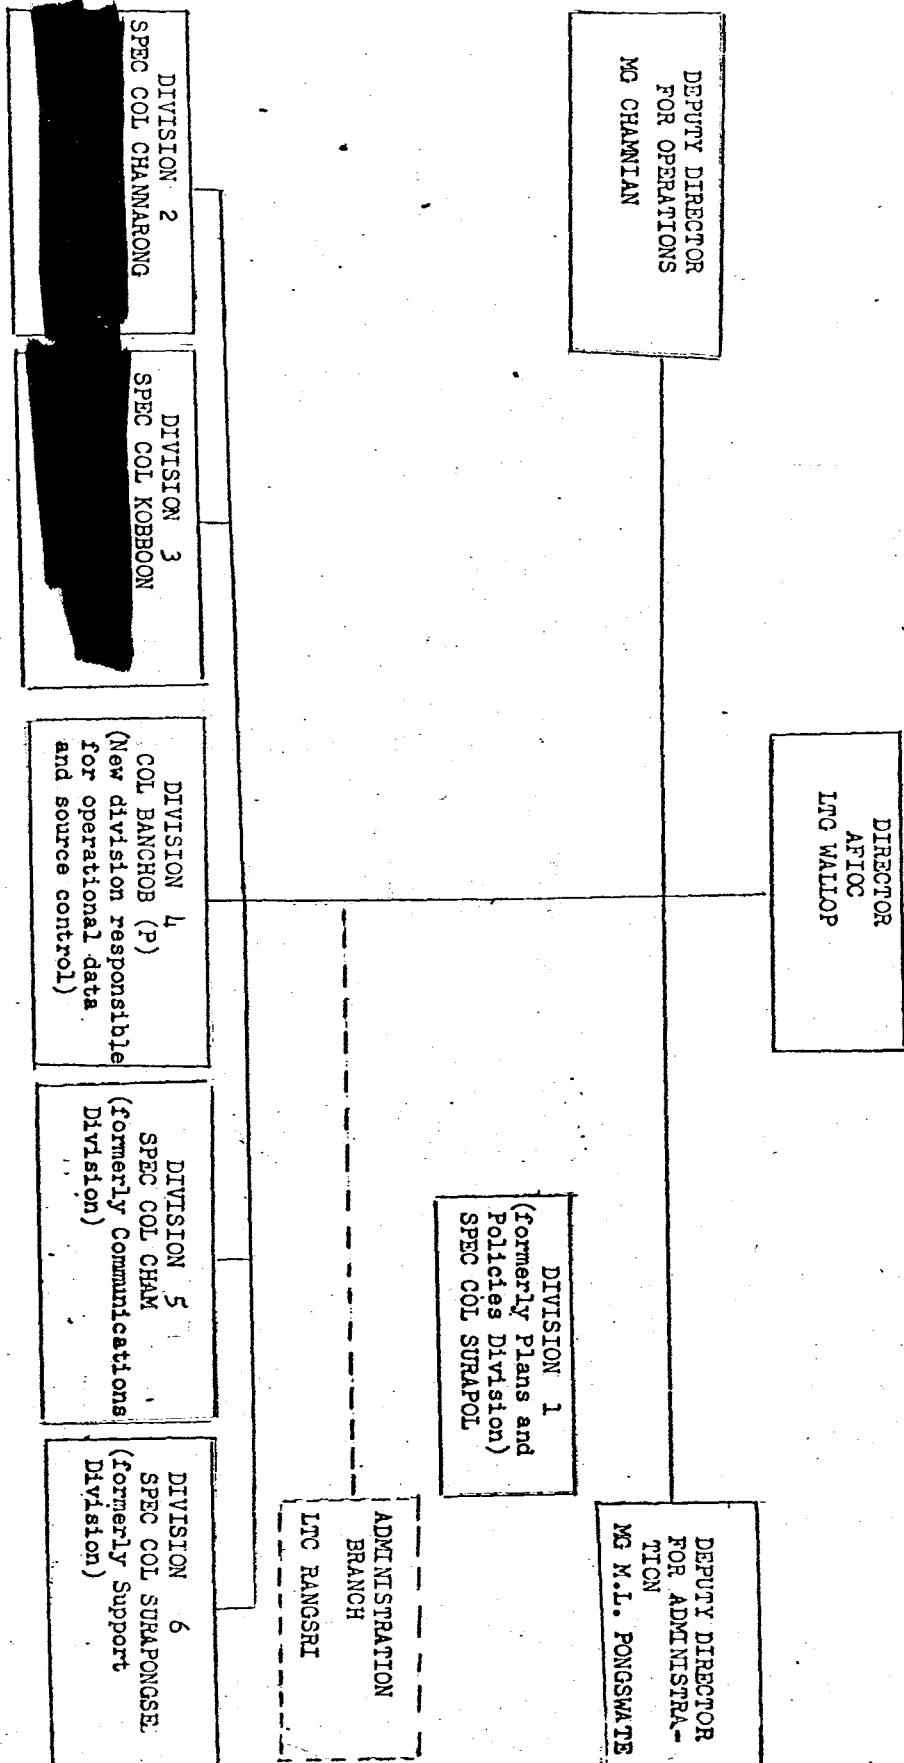 DIRECTOR
AFIOC
LTG WALLOP
DEPUTY DIRECTOR
FOR OPERATIONS
MG CHAMNIAN
DEPUTY DIRECTOR
FOR ADMINISTRA-
TION
MG M.L. PONGSWATE
DIVISION 1
(formerly Plans and
Policies Division)
SPEC COL SURAPOL
ADMINISTRATION
BRANCH
LTC RANGSRI
DIVISION 2
SPEC COL CHANNARONG
DIVISION 3
SPEC COL KOBBOON
DIVISION 4
COL BANCHOB (P)
(New division responsible
for operational data
and source control)
DIVISION 5
SPEC COL CHAM
(formerly Communications
Division)
DIVISION 6
SPEC COL SURAPONGSE
(formerly Support
Division)